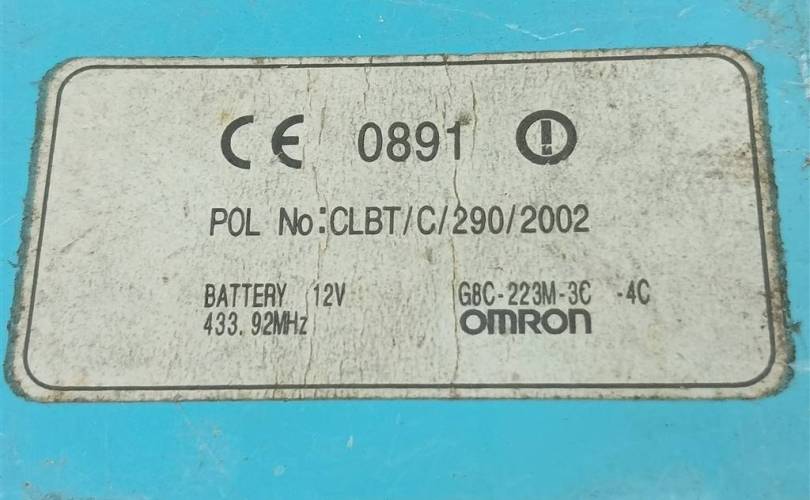 CE 0891
POL No:CLBT/C/290/2002
BATTERY 12V G8C-223M-3C -4C
433.92MHz OMRON